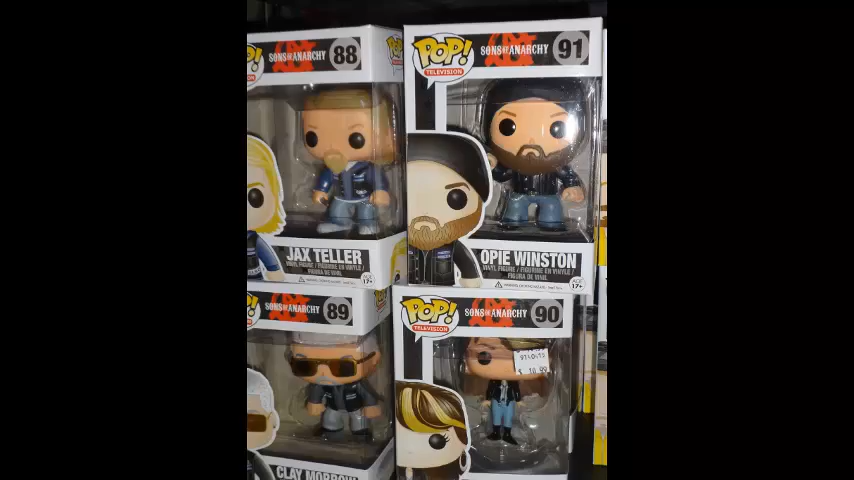 SONS OF ANARCHY
88
JAX TELLER
VINYL FIGURE / FIGURINE EN VINYLE /
FIGURA DE VINIL
17+
POP!
TELEVISION
SONS OF ANARCHY
91
OPIE WINSTON
VINYL FIGURE / FIGURINE EN VINYLE /
FIGURA DE VINIL
17+
SONS OF ANARCHY
89
CLAY MORROW
POP!
TELEVISION
SONS OF ANARCHY
90
$ 10.99